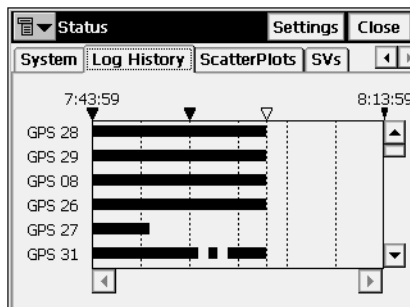 Status Settings Close
System Log History ScatterPlots SVs
7:43:59 8:13:59
GPS 28
GPS 29
GPS 08
GPS 26
GPS 27
GPS 31